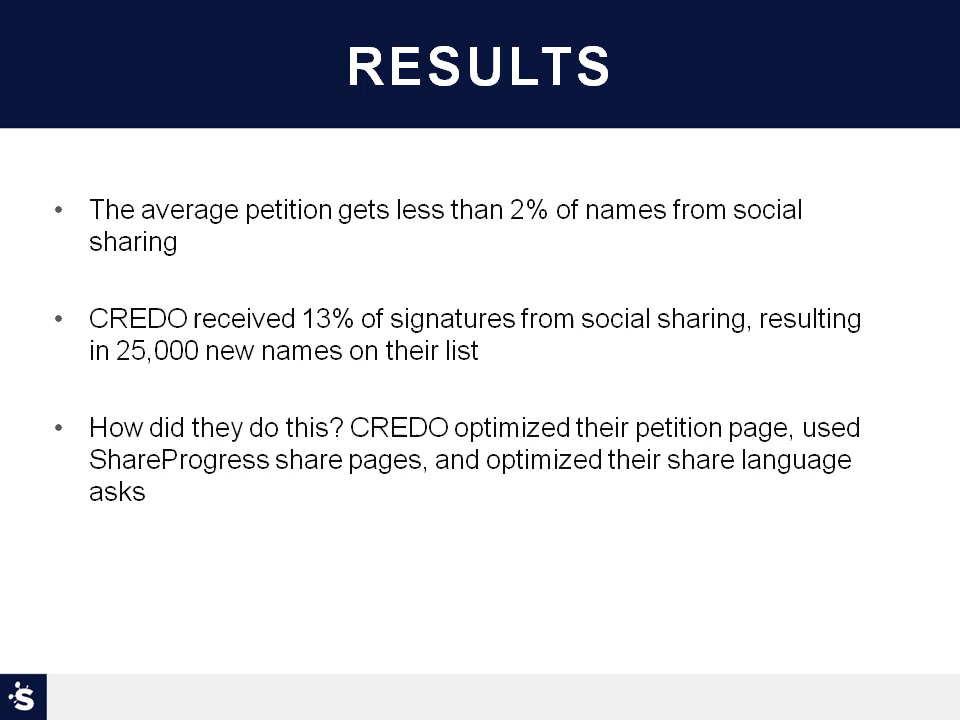 RESULTS
• The average petition gets less than 2% of names from social
sharing
• CREDO received 13% of signatures from social sharing, resulting
in 25,000 new names on their list
• How did they do this? CREDO optimized their petition page, used
ShareProgress share pages, and optimized their share language
asks
S